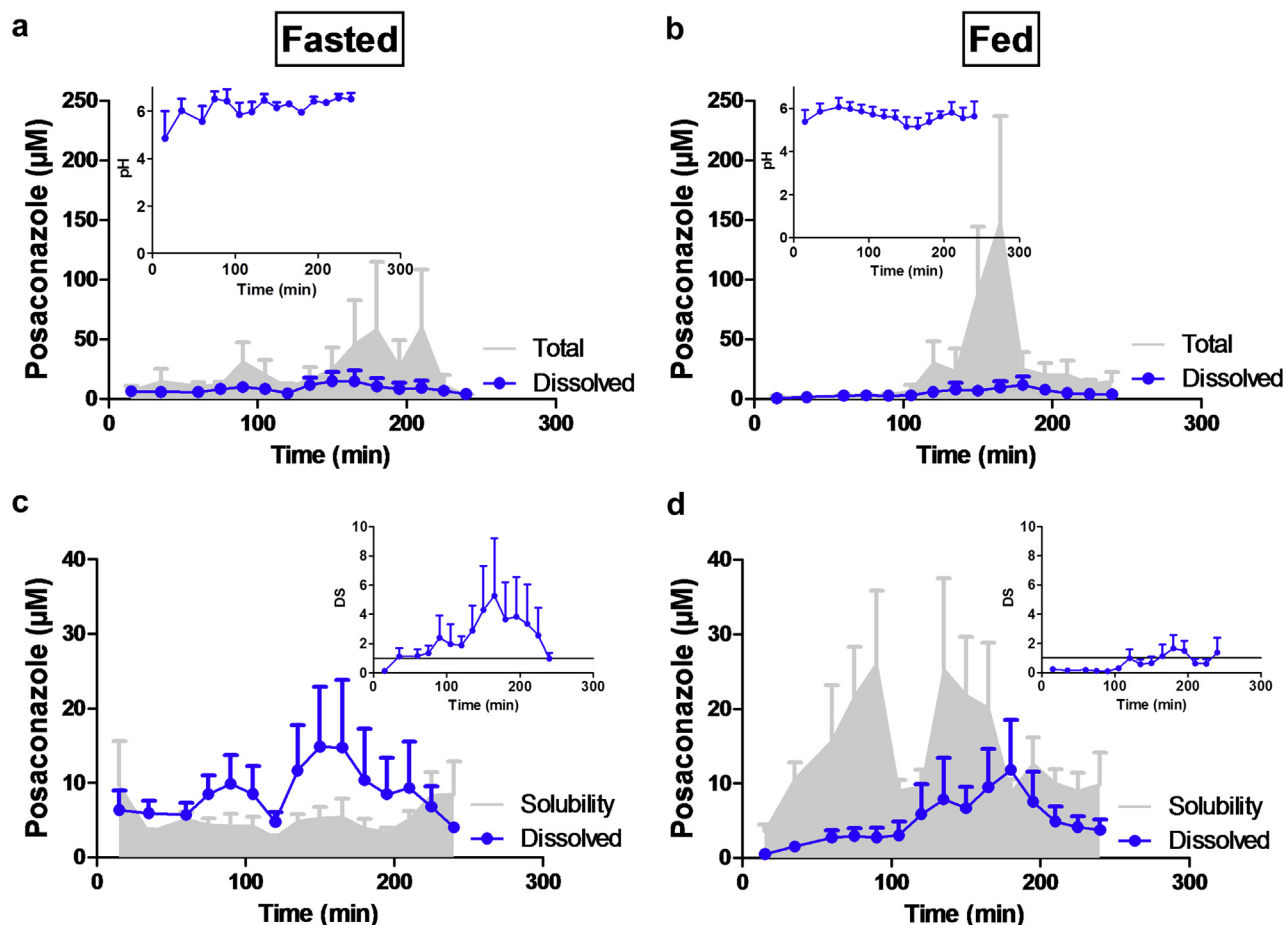 a
Fasted
250
200
150
100
50
0
Posaconazole (µM)
0
100
200
300
Time (min)
6
4
2
0
pH
0
100
200
300
Time (min)
Total
Dissolved
b
Fed
250
200
150
100
50
0
Posaconazole (µM)
0
100
200
300
Time (min)
6
4
2
0
pH
0
100
200
300
Time (min)
Total
Dissolved
c
40
30
20
10
0
Posaconazole (µM)
0
100
200
300
Time (min)
10
8
6
4
2
0
DS
0
100
200
300
Time (min)
Solubility
Dissolved
d
40
30
20
10
0
Posaconazole (µM)
0
100
200
300
Time (min)
10
8
6
4
2
0
DS
0
100
200
300
Time (min)
Solubility
Dissolved